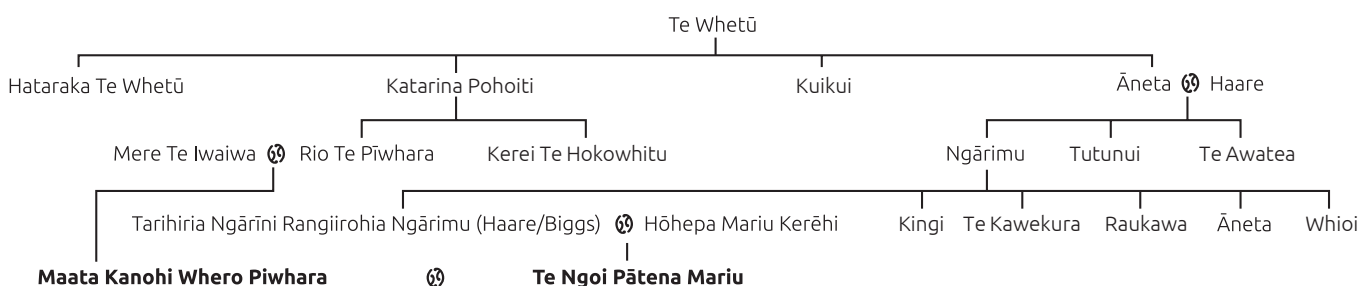 Te Whetū
Hataraka Te Whetū Katarina Pohoiti Kuikui Āneta Haare
Mere Te Iwaiwa Rio Te Pīwhara Kerei Te Hokowhitu Ngārimu Tutunui Te Awatea
Tarihiria Ngārīni Rangiirohia Ngārimu (Haare/Biggs) Hōhepa Mariu Kerēhi Kingi Te Kawekura Raukawa Āneta Whioi
Maata Kanohi Whero Piwhara Te Ngoi Pātena Mariu